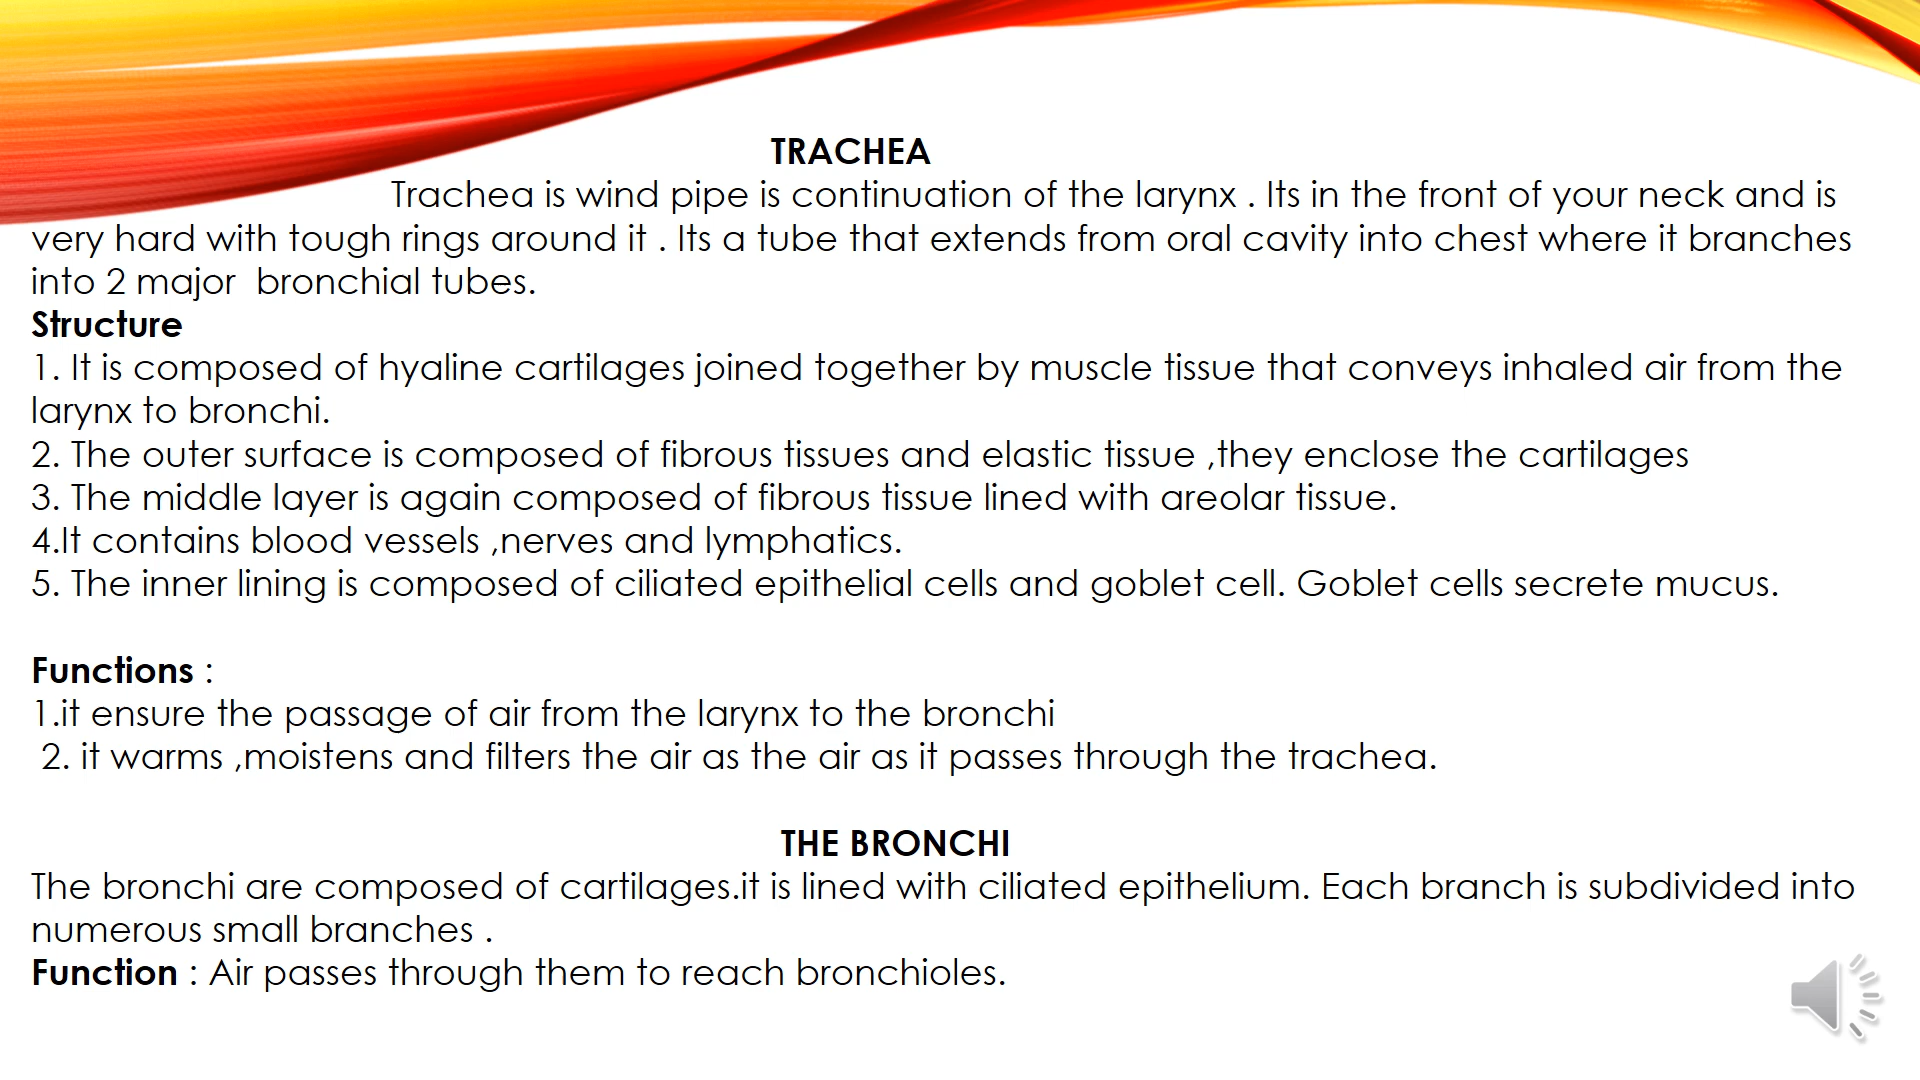 TRACHEA
Trachea is wind pipe is continuation of the larynx . Its in the front of your neck and is
very hard with tough rings around it . Its a tube that extends from oral cavity into chest where it branches
into 2 major  bronchial tubes.
Structure
1. It is composed of hyaline cartilages joined together by muscle tissue that conveys inhaled air from the
larynx to bronchi.
2. The outer surface is composed of fibrous tissues and elastic tissue ,they enclose the cartilages
3. The middle layer is again composed of fibrous tissue lined with areolar tissue.
4.It contains blood vessels ,nerves and lymphatics.
5. The inner lining is composed of ciliated epithelial cells and goblet cell. Goblet cells secrete mucus.
Functions :
1.it ensure the passage of air from the larynx to the bronchi
2. it warms ,moistens and filters the air as the air as it passes through the trachea.
THE BRONCHI
The bronchi are composed of cartilages.it is lined with ciliated epithelium. Each branch is subdivided into
numerous small branches .
Function : Air passes through them to reach bronchioles.